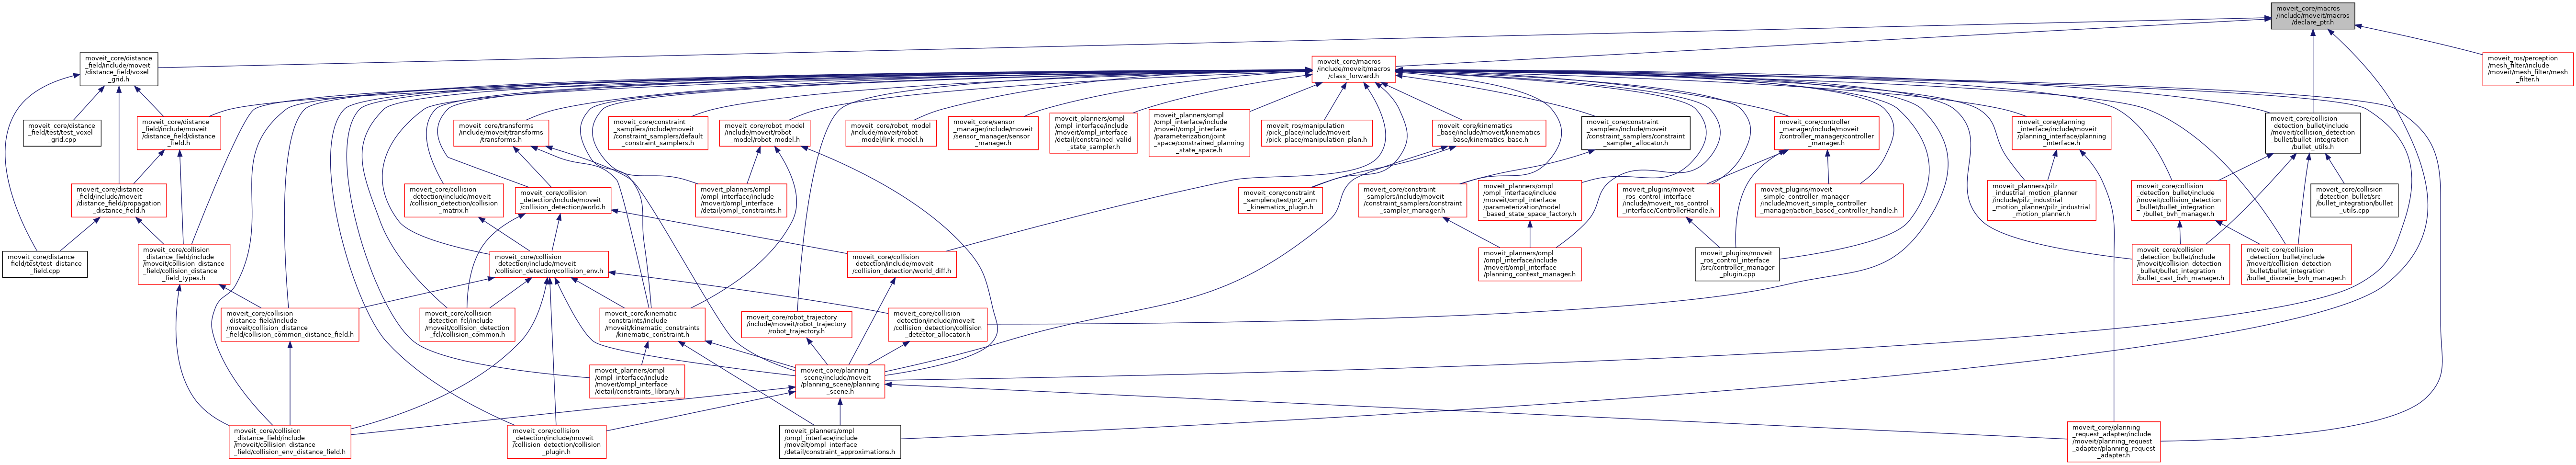 moveit_core/macros
/include/moveit/macros
/declare_ptr.h
moveit_core/distance
_field/include/moveit
/distance_field/voxel
_grid.h
moveit_core/macros
/include/moveit/macros
/class_forward.h
moveit_ros/perception
/mesh_filter/include
/moveit/mesh_filter/mesh
_filter.h
moveit_core/distance
_field/test/test_voxel
_grid.cpp
moveit_core/distance
_field/include/moveit
/distance_field/distance
_field.h
moveit_core/transforms
/include/moveit/transforms
/transforms.h
moveit_core/constraint
_samplers/include/moveit
/constraint_samplers/default
_constraint_samplers.h
moveit_core/robot_model
/include/moveit/robot
_model/robot_model.h
moveit_core/robot_model
/include/moveit/robot
_model/link_model.h
moveit_core/sensor
_manager/include/moveit
/sensor_manager/sensor
_manager.h
moveit_planners/ompl
/ompl_interface/include
/moveit/ompl_interface
/detail/constrained_valid
_state_sampler.h
moveit_planners/ompl
/ompl_interface/include
/moveit/ompl_interface
/parameterization/joint
_space/constrained_planning
_state_space.h
moveit_ros/manipulation
/pick_place/include/moveit
/pick_place/manipulation_plan.h
moveit_core/kinematics
_base/include/moveit/kinematics
_base/kinematics_base.h
moveit_core/constraint
_samplers/include/moveit
/constraint_samplers/constraint
_sampler_allocator.h
moveit_core/controller
_manager/include/moveit
/controller_manager/controller
_manager.h
moveit_core/planning
_interface/include/moveit
/planning_interface/planning
_interface.h
moveit_core/collision
_detection_bullet/include
/moveit/collision_detection
_bullet/bullet_integration
/bullet_utils.h
moveit_core/distance
_field/include/moveit
/distance_field/propagation
_distance_field.h
moveit_core/collision
_detection/include/moveit
/collision_detection/collision
_matrix.h
moveit_core/collision
_detection/include/moveit
/collision_detection/world.h
moveit_planners/ompl
/ompl_interface/include
/moveit/ompl_interface
/detail/ompl_constraints.h
moveit_core/constraint
_samplers/test/pr2_arm
_kinematics_plugin.h
moveit_core/constraint
_samplers/include/moveit
/constraint_samplers/constraint
_sampler_manager.h
moveit_planners/ompl
/ompl_interface/include
/moveit/ompl_interface
/parameterization/model
_based_state_space_factory.h
moveit_plugins/moveit
_ros_control_interface
/include/moveit_ros_control
_interface/ControllerHandle.h
moveit_plugins/moveit
_simple_controller_manager
/include/moveit_simple_controller
_manager/action_based_controller_handle.h
moveit_planners/pilz
_industrial_motion_planner
/include/pilz_industrial
_motion_planner/pilz_industrial
_motion_planner.h
moveit_core/collision
_detection_bullet/include
/moveit/collision_detection
_bullet/bullet_integration
/bullet_bvh_manager.h
moveit_core/collision
_detection_bullet/src
/bullet_integration/bullet
_utils.cpp
moveit_core/distance
_field/test/test_distance
_field.cpp
moveit_core/collision
_distance_field/include
/moveit/collision_distance
_field/collision_distance
_field_types.h
moveit_core/collision
_detection/include/moveit
/collision_detection/collision_env.h
moveit_core/collision
_detection/include/moveit
/collision_detection/world_diff.h
moveit_planners/ompl
/ompl_interface/include
/moveit/ompl_interface
/planning_context_manager.h
moveit_plugins/moveit
_ros_control_interface
/src/controller_manager
_plugin.cpp
moveit_core/collision
_detection_bullet/include
/moveit/collision_detection
_bullet/bullet_integration
/bullet_cast_bvh_manager.h
moveit_core/collision
_detection_bullet/include
/moveit/collision_detection
_bullet/bullet_integration
/bullet_discrete_bvh_manager.h
moveit_core/collision
_distance_field/include
/moveit/collision_distance
_field/collision_common_distance_field.h
moveit_core/collision
_detection_fcl/include
/moveit/collision_detection
_fcl/collision_common.h
moveit_core/kinematic
_constraints/include
/moveit/kinematic_constraints
/kinematic_constraint.h
moveit_core/robot_trajectory
/include/moveit/robot_trajectory
/robot_trajectory.h
moveit_core/collision
_detection/include/moveit
/collision_detection/collision
_detector_allocator.h
moveit_planners/ompl
/ompl_interface/include
/moveit/ompl_interface
/detail/constraints_library.h
moveit_core/planning
_scene/include/moveit
/planning_scene/planning
_scene.h
moveit_core/collision
_distance_field/include
/moveit/collision_distance
_field/collision_env_distance_field.h
moveit_core/collision
_detection/include/moveit
/collision_detection/collision
_plugin.h
moveit_planners/ompl
/ompl_interface/include
/moveit/ompl_interface
/detail/constraint_approximations.h
moveit_core/planning
_request_adapter/include
/moveit/planning_request
_adapter/planning_request
_adapter.h